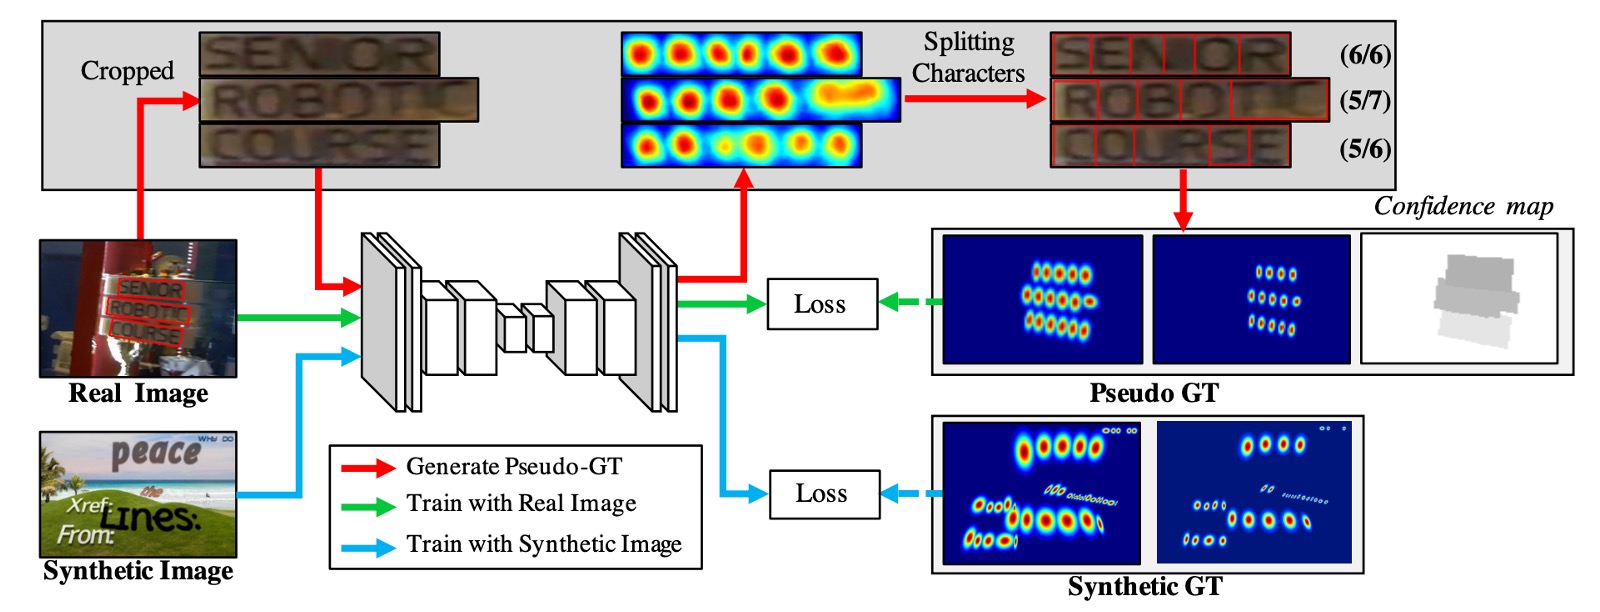 Cropped
SENIOR
ROBOTIC
COURSE
Splitting
Characters
SENIOR
ROBOTIC
COURSE
(6/6)
(5/7)
(5/6)
Confidence map
SENIOR
ROBOTIC
COURSE
Real Image
Loss
Pseudo GT
peace
WHY DO
the
Xref:
Lines:
From:
Synthetic Image
Generate Pseudo-GT
Train with Real Image
Train with Synthetic Image
Loss
Synthetic GT